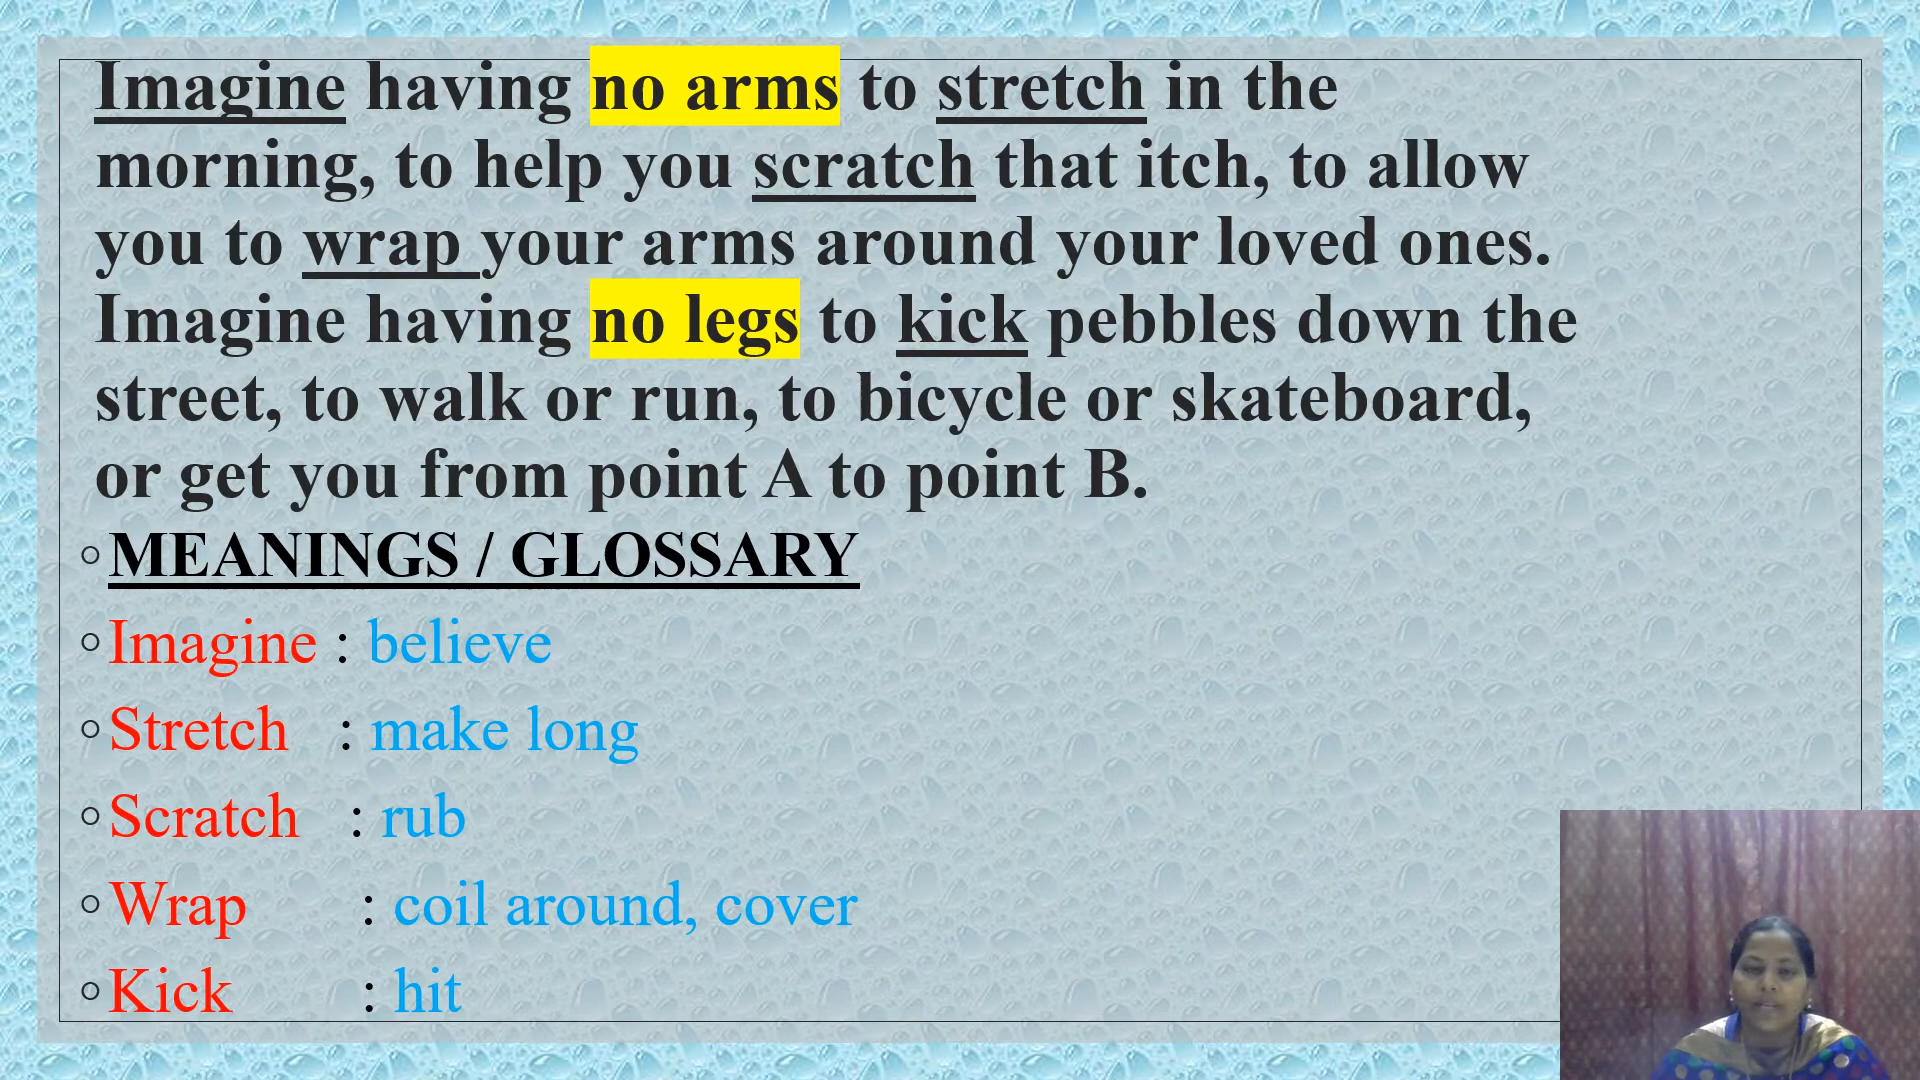 Imagine having no arms to stretch in the
morning, to help you scratch that itch, to allow
you to wrap your arms around your loved ones.
Imagine having no legs to kick pebbles down the
street, to walk or run, to bicycle or skateboard,
or get you from point A to point B.
MEANINGS / GLOSSARY
Imagine : believe
Stretch : make long
Scratch : rub
Wrap : coil around, cover
Kick : hit